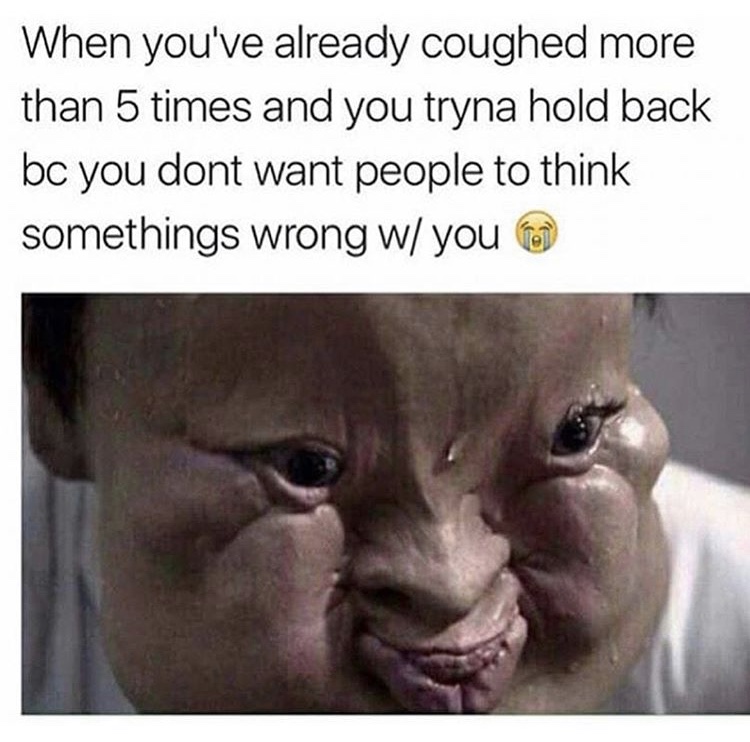 When you've already coughed more
than 5 times and you tryna hold back
bc you dont want people to think
somethings wrong w/ you 😭